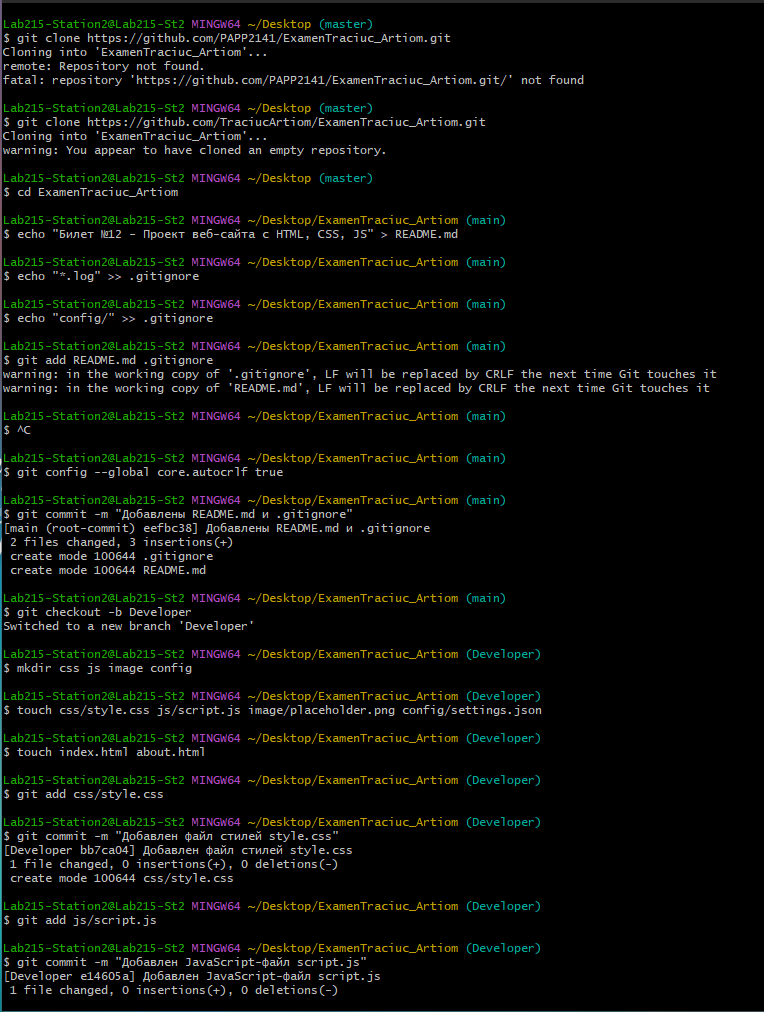 Lab215-Station2@Lab215-St2 MINGW64 ~/Desktop (master)
$ git clone https://github.com/PAPP2141/ExamenTraciuc_Artiom.git
Cloning into 'ExamenTraciuc_Artiom'...
remote: Repository not found.
fatal: repository 'https://github.com/PAPP2141/ExamenTraciuc_Artiom.git/' not found
Lab215-Station2@Lab215-St2 MINGW64 ~/Desktop (master)
$ git clone https://github.com/TraciucArtiom/ExamenTraciuc_Artiom.git
Cloning into 'ExamenTraciuc_Artiom'...
warning: You appear to have cloned an empty repository.
Lab215-Station2@Lab215-St2 MINGW64 ~/Desktop (master)
$ cd ExamenTraciuc_Artiom
Lab215-Station2@Lab215-St2 MINGW64 ~/Desktop/ExamenTraciuc_Artiom (main)
$ echo "Билет №12 - Проект веб-сайта с HTML, CSS, JS" > README.md
Lab215-Station2@Lab215-St2 MINGW64 ~/Desktop/ExamenTraciuc_Artiom (main)
$ echo "*.log" >> .gitignore
Lab215-Station2@Lab215-St2 MINGW64 ~/Desktop/ExamenTraciuc_Artiom (main)
$ echo "config/" >> .gitignore
Lab215-Station2@Lab215-St2 MINGW64 ~/Desktop/ExamenTraciuc_Artiom (main)
$ git add README.md .gitignore
warning: in the working copy of '.gitignore', LF will be replaced by CRLF the next time Git touches it
warning: in the working copy of 'README.md', LF will be replaced by CRLF the next time Git touches it
Lab215-Station2@Lab215-St2 MINGW64 ~/Desktop/ExamenTraciuc_Artiom (main)
$ ^C
Lab215-Station2@Lab215-St2 MINGW64 ~/Desktop/ExamenTraciuc_Artiom (main)
$ git config --global core.autocrlf true
Lab215-Station2@Lab215-St2 MINGW64 ~/Desktop/ExamenTraciuc_Artiom (main)
$ git commit -m "Добавлены README.md и .gitignore"
[main (root-commit) eefbc38] Добавлены README.md и .gitignore
2 files changed, 3 insertions(+)
create mode 100644 .gitignore
create mode 100644 README.md
Lab215-Station2@Lab215-St2 MINGW64 ~/Desktop/ExamenTraciuc_Artiom (main)
$ git checkout -b Developer
Switched to a new branch 'Developer'
Lab215-Station2@Lab215-St2 MINGW64 ~/Desktop/ExamenTraciuc_Artiom (Developer)
$ mkdir css js image config
Lab215-Station2@Lab215-St2 MINGW64 ~/Desktop/ExamenTraciuc_Artiom (Developer)
$ touch css/style.css js/script.js image/placeholder.png config/settings.json
Lab215-Station2@Lab215-St2 MINGW64 ~/Desktop/ExamenTraciuc_Artiom (Developer)
$ touch index.html about.html
Lab215-Station2@Lab215-St2 MINGW64 ~/Desktop/ExamenTraciuc_Artiom (Developer)
$ git add css/style.css
Lab215-Station2@Lab215-St2 MINGW64 ~/Desktop/ExamenTraciuc_Artiom (Developer)
$ git commit -m "Добавлен файл стилей style.css"
[Developer bb7ca04] Добавлен файл стилей style.css
1 file changed, 0 insertions(+), 0 deletions(-)
create mode 100644 css/style.css
Lab215-Station2@Lab215-St2 MINGW64 ~/Desktop/ExamenTraciuc_Artiom (Developer)
$ git add js/script.js
Lab215-Station2@Lab215-St2 MINGW64 ~/Desktop/ExamenTraciuc_Artiom (Developer)
$ git commit -m "Добавлен JavaScript-файл script.js"
[Developer e14605a] Добавлен JavaScript-файл script.js
1 file changed, 0 insertions(+), 0 deletions(-)